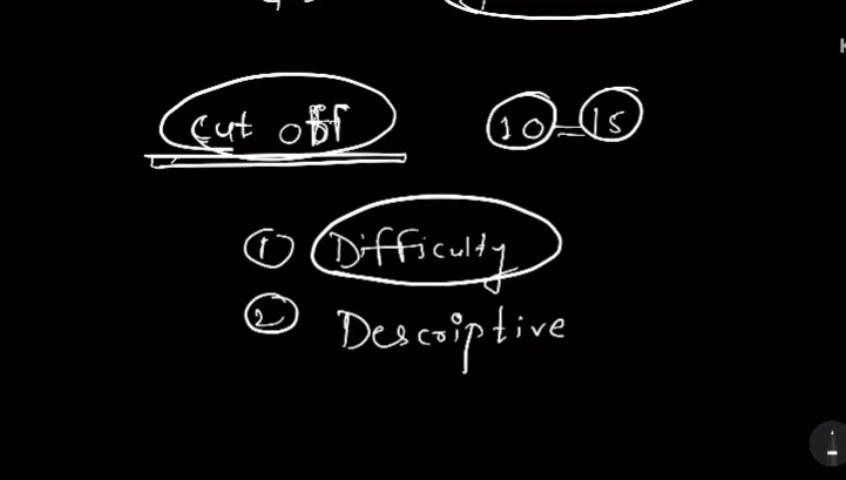 Cut off 10-15
① Difficulty
② Descriptive